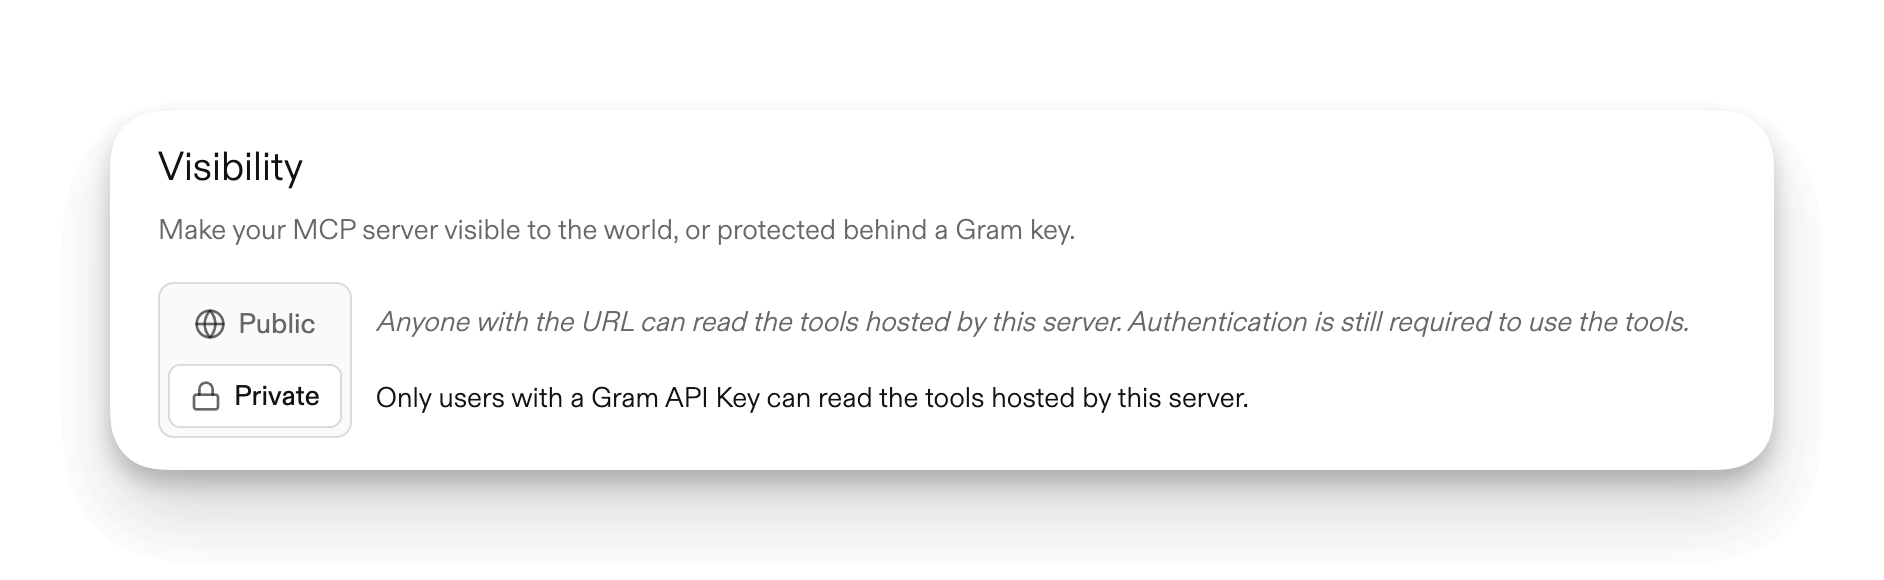 Visibility
Make your MCP server visible to the world, or protected behind a Gram key.
Public
Anyone with the URL can read the tools hosted by this server. Authentication is still required to use the tools.
Private
Only users with a Gram API Key can read the tools hosted by this server.